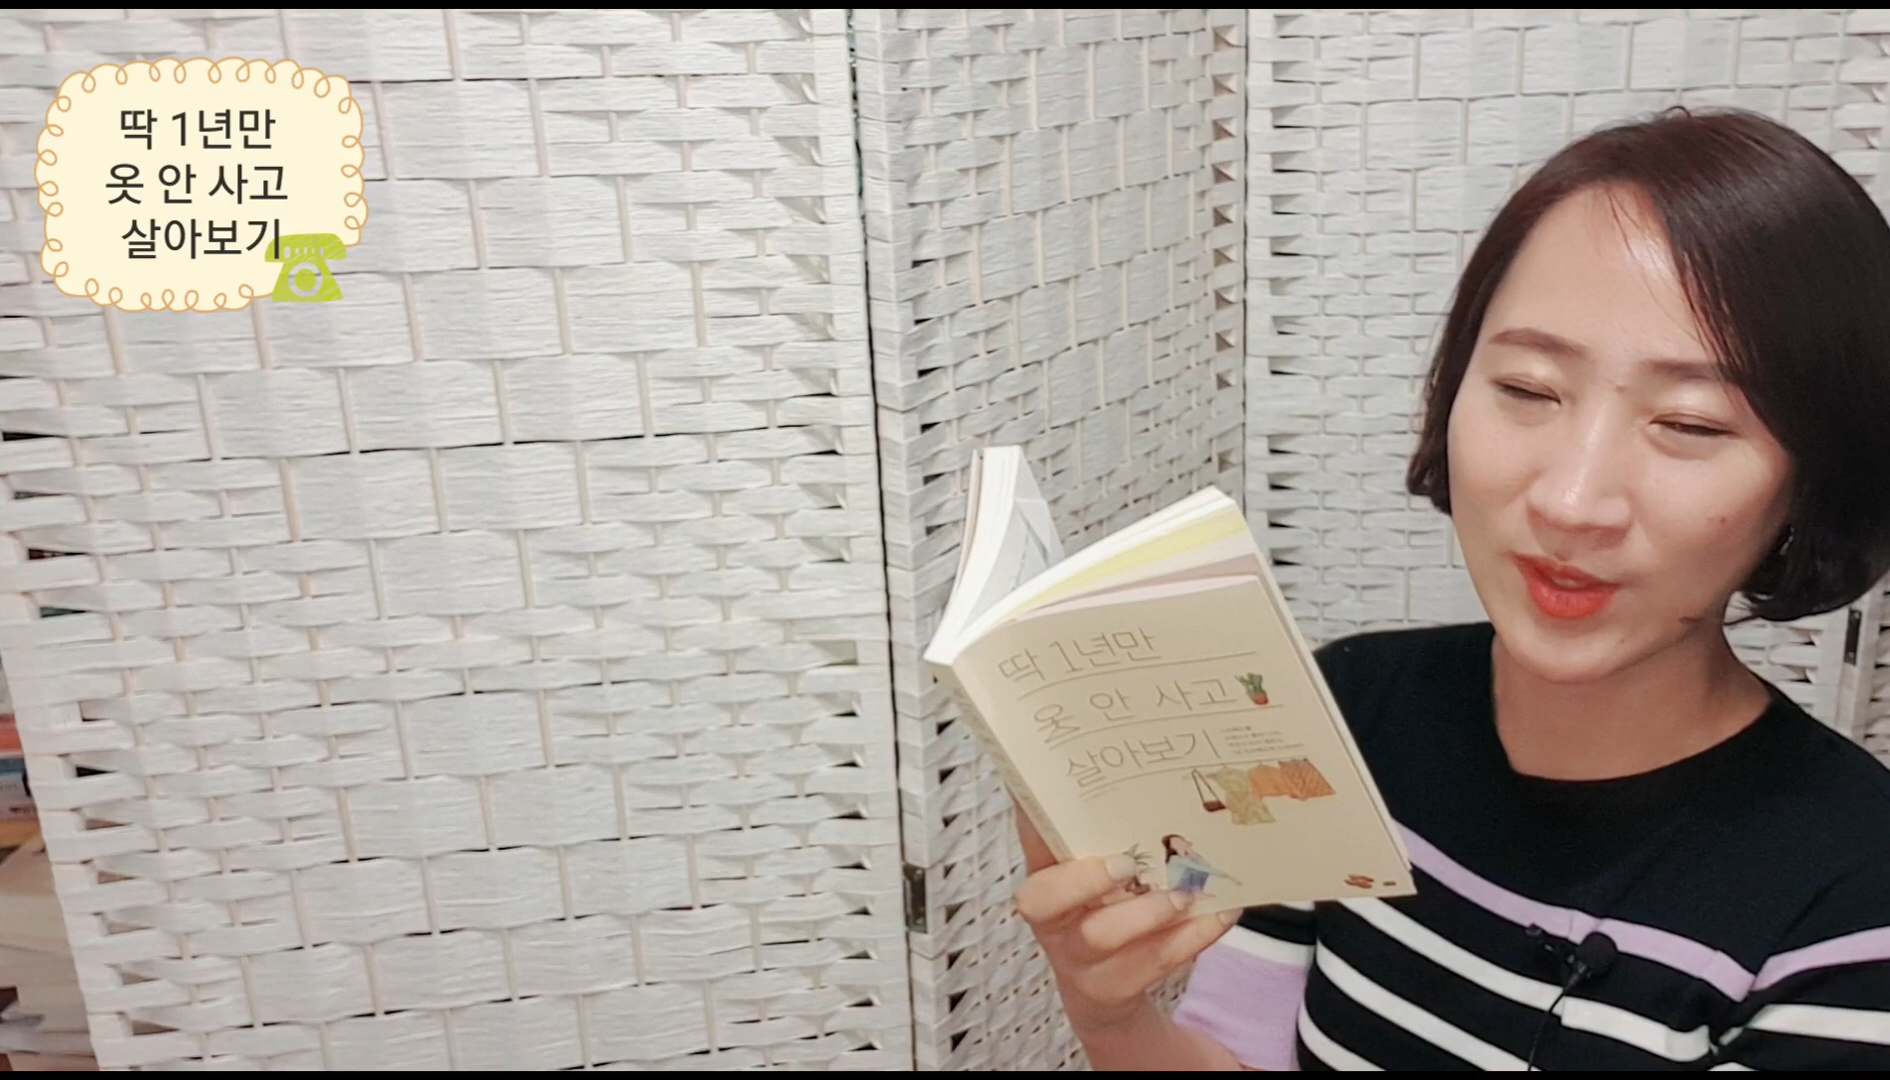 딱 1년만
옷 안 사고
살아보기
딱 1년만
옷 안 사고
살아보기